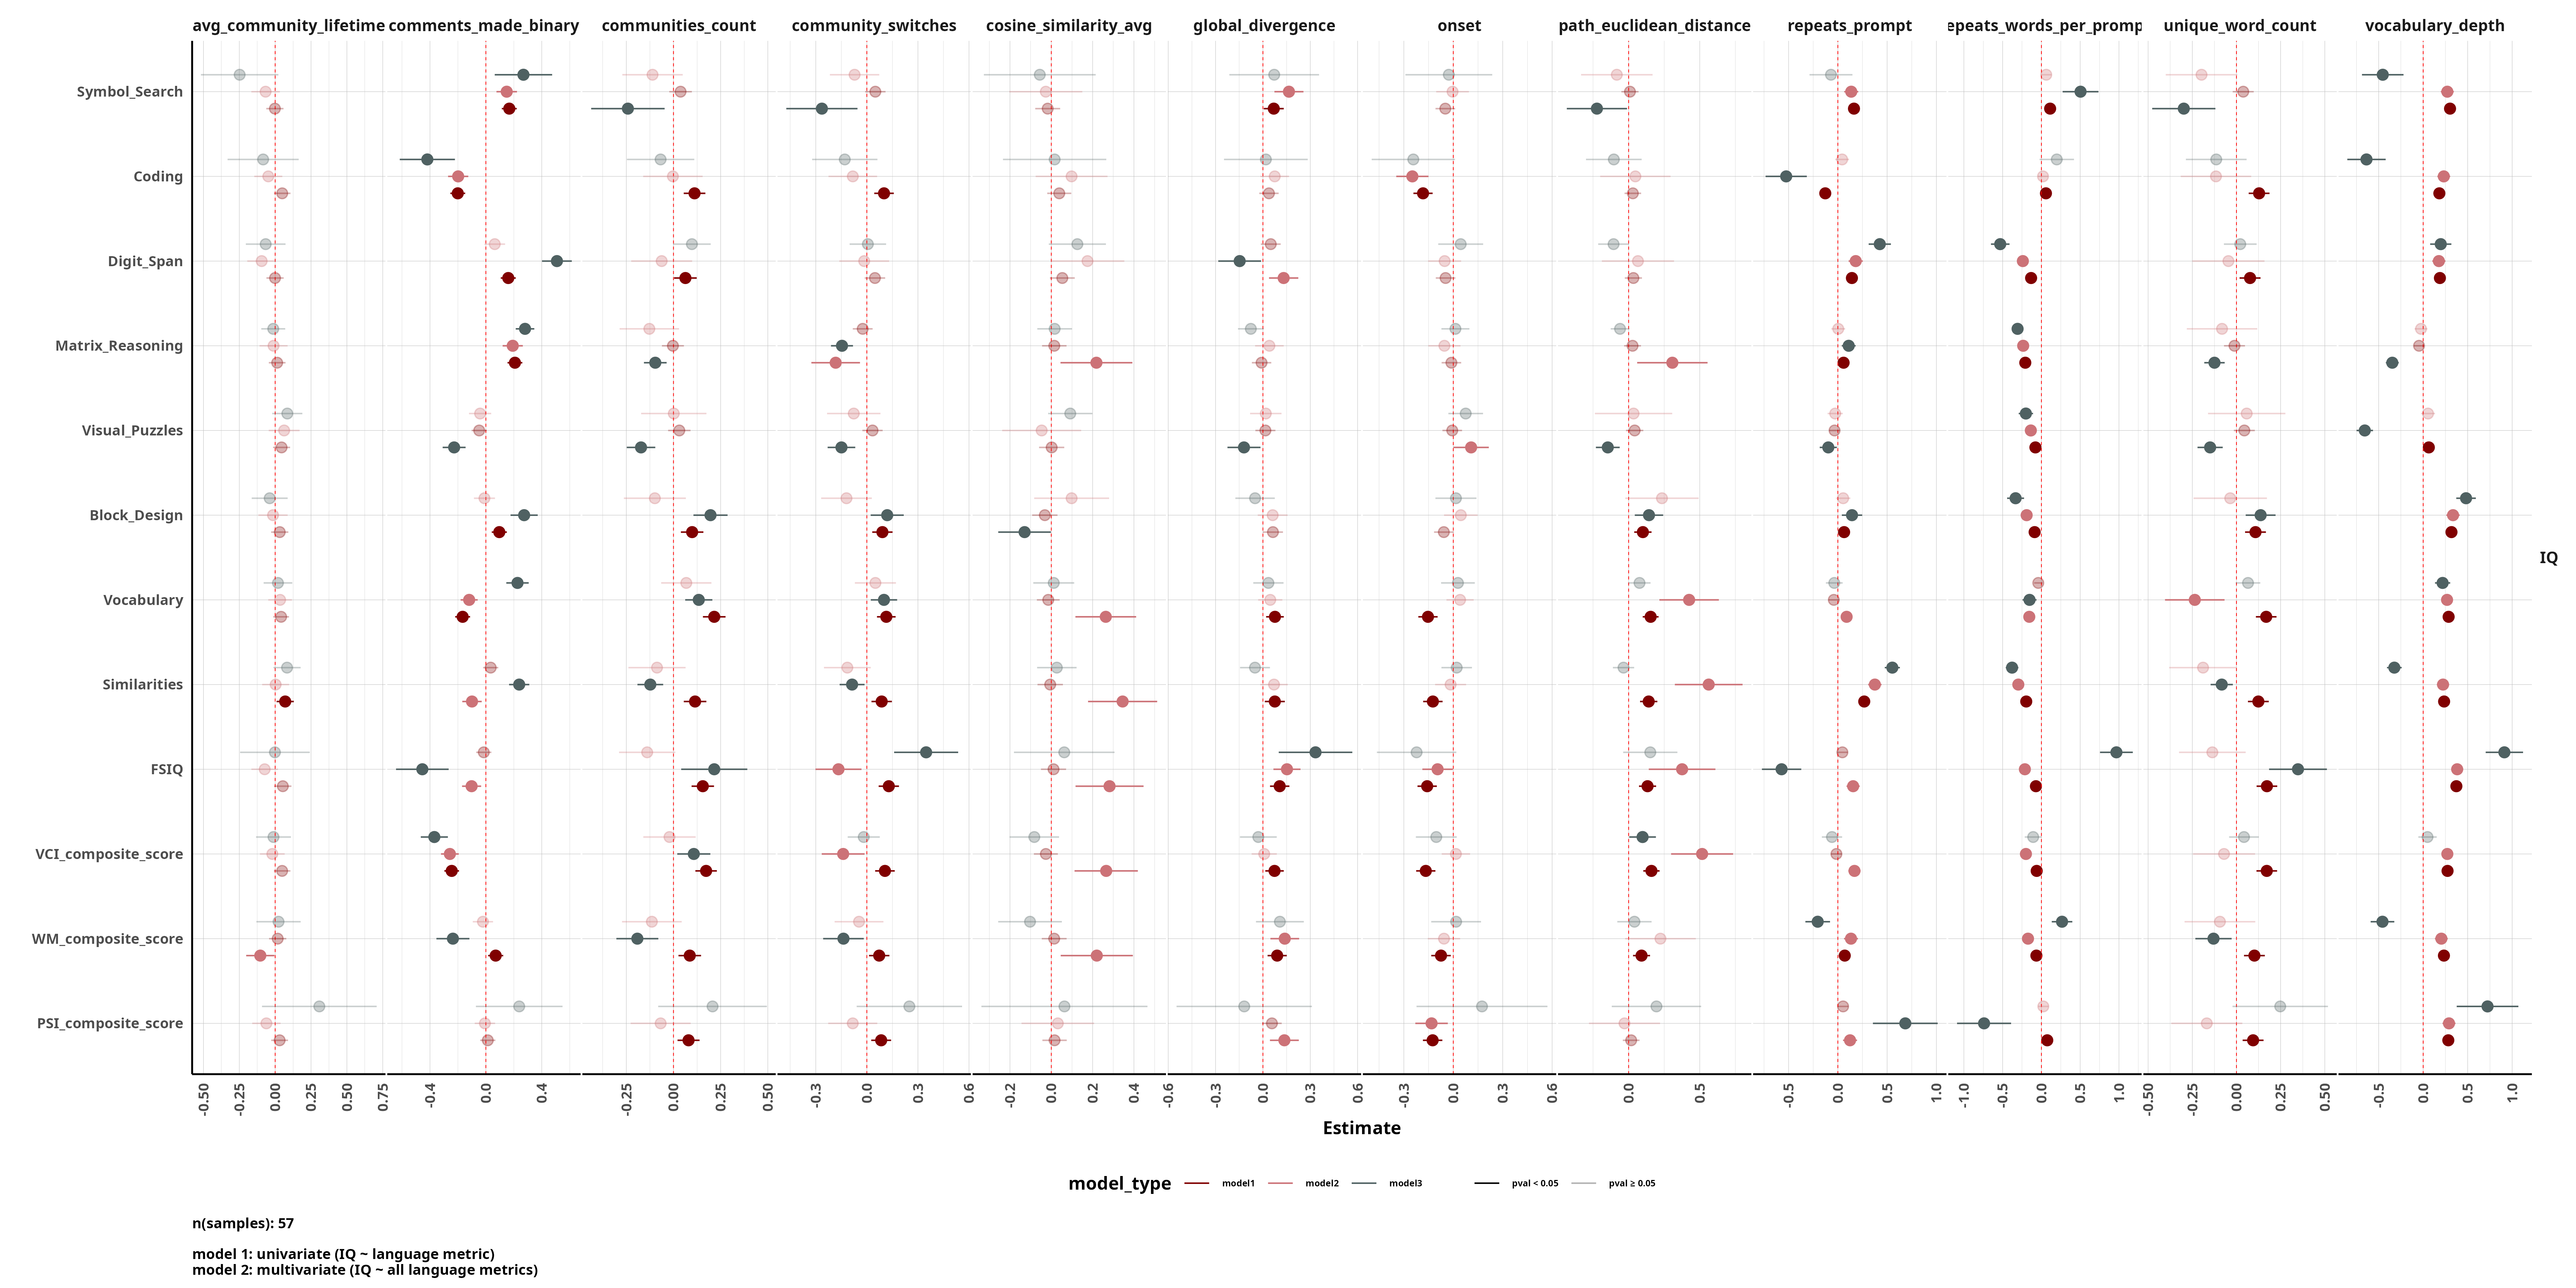 avg_community_lifetime comments_made_binary communities_count community_switches cosine_similarity_avg global_divergence onset path_euclidean_distance repeats_prompt epeats_words_per_promp unique_word_count vocabulary_depth
Symbol_Search
Coding
Digit_Span
Matrix_Reasoning
Visual_Puzzles
Block_Design
IQ
Vocabulary
Similarities
FSIQ
VCI_composite_score
WM_composite_score
PSI_composite_score
-0.50 -0.25 0.00 0.25 0.50 0.75 -0.4 0.0 0.4 -0.25 0.00 0.25 0.50 -0.3 0.0 0.3 0.6 -0.2 0.0 0.2 0.4 -0.6 -0.3 0.0 0.3 0.6 -0.3 0.0 0.3 0.6 0.0 0.5 -0.5 0.0 0.5 1.0 -1.0 -0.5 0.0 0.5 1.0 -0.50 -0.25 0.00 0.25 0.50 -0.5 0.0 0.5 1.0
Estimate
model_type model1 model2 model3 pval < 0.05 pval ≥ 0.05
n(samples): 57
model 1: univariate (IQ ~ language metric)
model 2: multivariate (IQ ~ all language metrics)